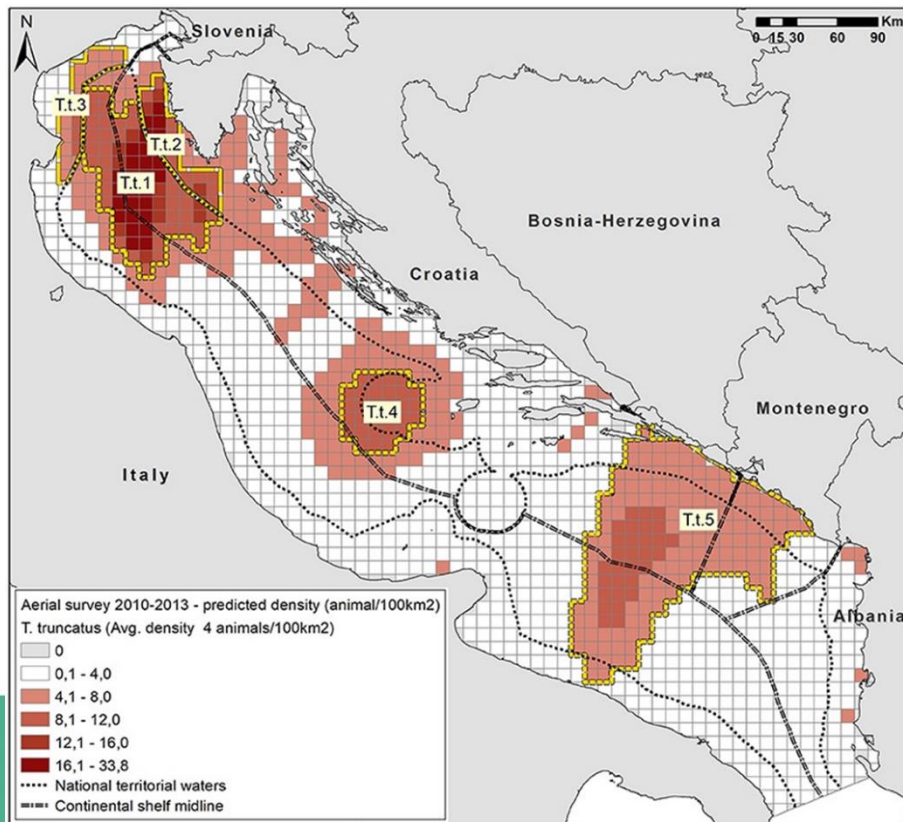 N
Slovenia
Km
0 15 30 60 90
T.t.3
T.t.2
T.t.1
Bosnia-Herzegovina
Croatia
Montenegro
T.t.4
Italy
T.t.5
Albania
Aerial survey 2010-2013 - predicted density (animal/100km2)
T. truncatus (Avg. density 4 animals/100km2)
0
0,1 - 4,0
4,1 - 8,0
8,1 - 12,0
12,1 - 16,0
16,1 - 33,8
National territorial waters
Continental shelf midline